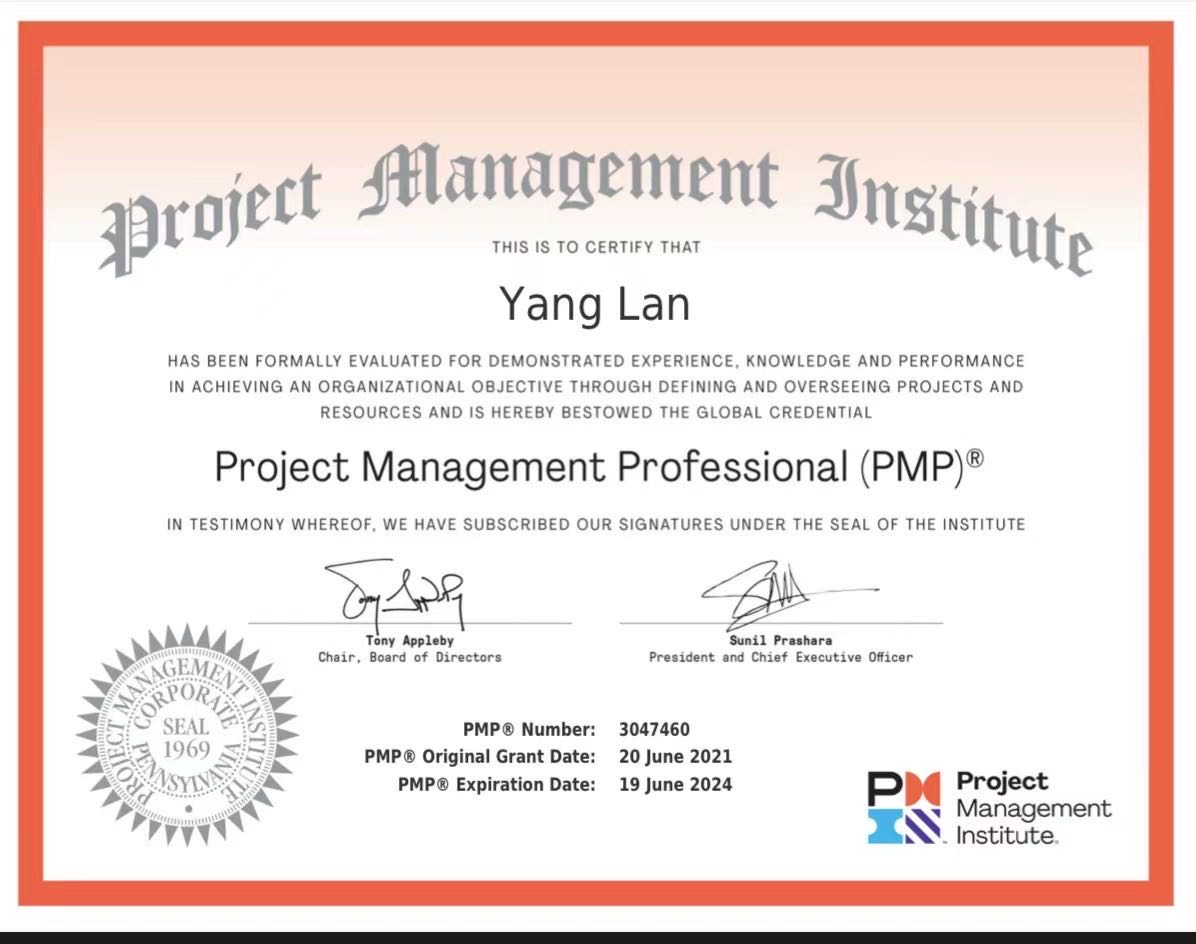 Project Management Institute
THIS IS TO CERTIFY THAT
Yang Lan
HAS BEEN FORMALLY EVALUATED FOR DEMONSTRATED EXPERIENCE, KNOWLEDGE AND PERFORMANCE
IN ACHIEVING AN ORGANIZATIONAL OBJECTIVE THROUGH DEFINING AND OVERSEEING PROJECTS AND
RESOURCES AND IS HEREBY BESTOWED THE GLOBAL CREDENTIAL
Project Management Professional (PMP)®
IN TESTIMONY WHEREOF, WE HAVE SUBSCRIBED OUR SIGNATURES UNDER THE SEAL OF THE INSTITUTE
Tony Appleby
Chair, Board of Directors
Sunil Prashara
President and Chief Executive Officer
PROJECT MANAGEMENT INSTITUTE
CORPORATE
SEAL
1969
PENNSYLVANIA
PMP® Number: 3047460
PMP® Original Grant Date: 20 June 2021
PMP® Expiration Date: 19 June 2024
Project
Management
Institute.